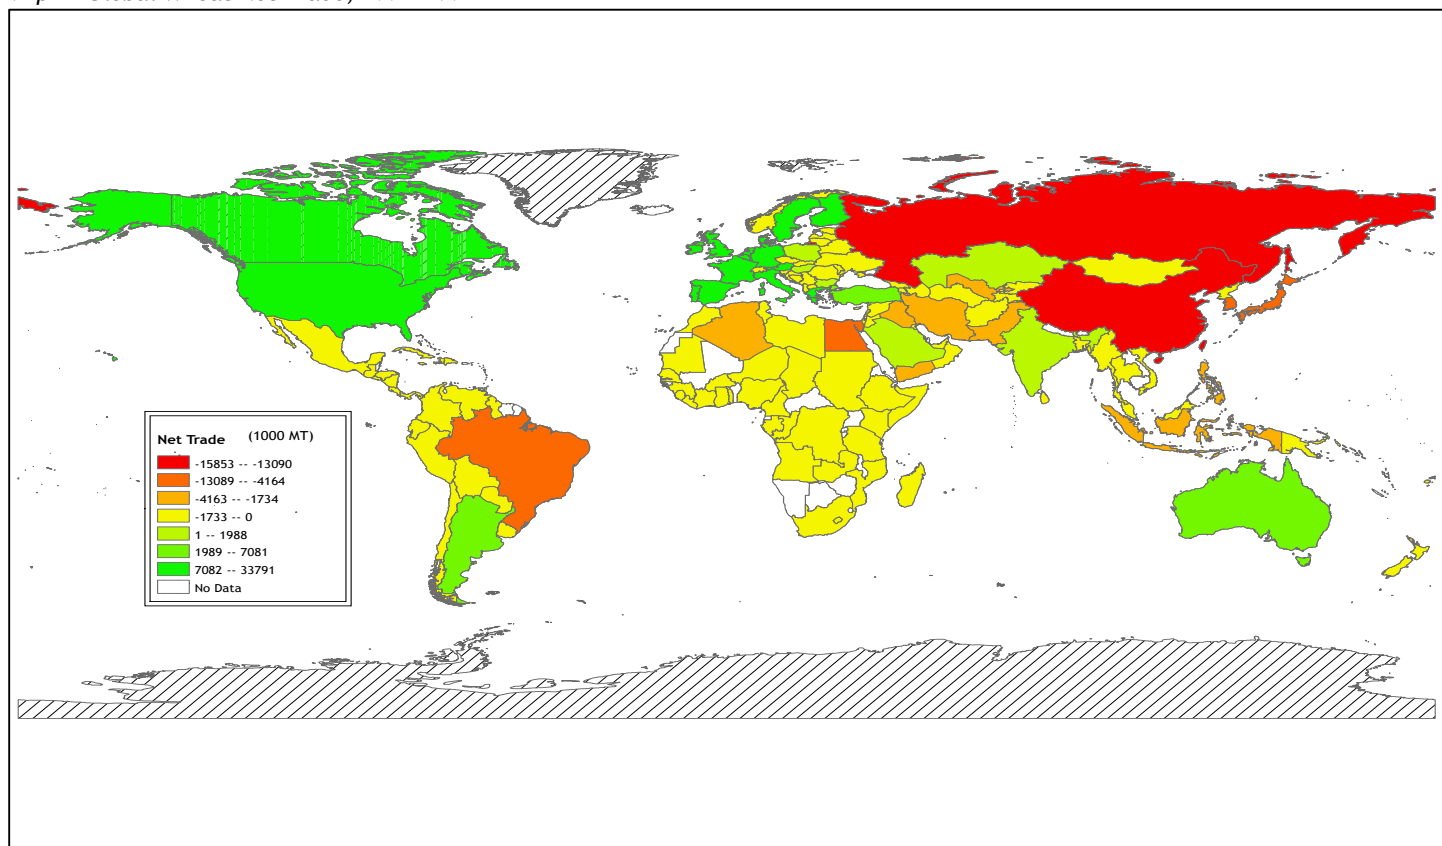 Net Trade (1000 MT)
-15853 -- -13090
-13089 -- -4164
-4163 -- -1734
-1733 -- 0
1 -- 1988
1989 -- 7081
7082 -- 33791
No Data